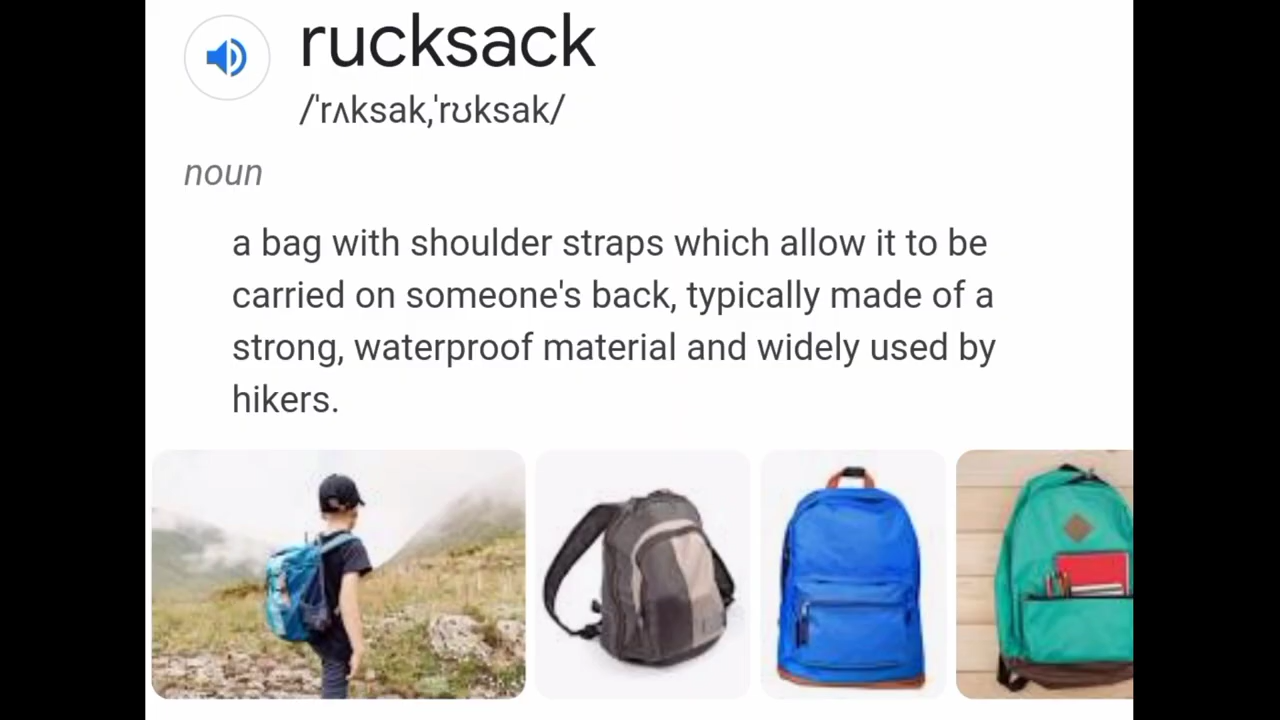 rucksack
/ˈrʌksak,ˈrʊksak/
noun
a bag with shoulder straps which allow it to be
carried on someone's back, typically made of a
strong, waterproof material and widely used by
hikers.